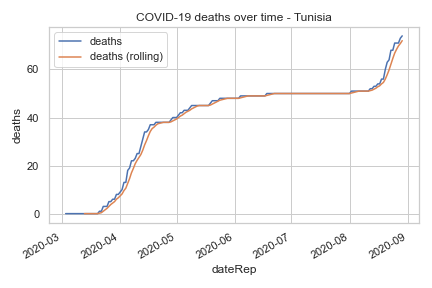 COVID-19 deaths over time - Tunisia
deaths
deaths (rolling)
deaths
60
40
20
0
2020-03
2020-04
2020-05
2020-06
2020-07
2020-08
2020-09
dateRep